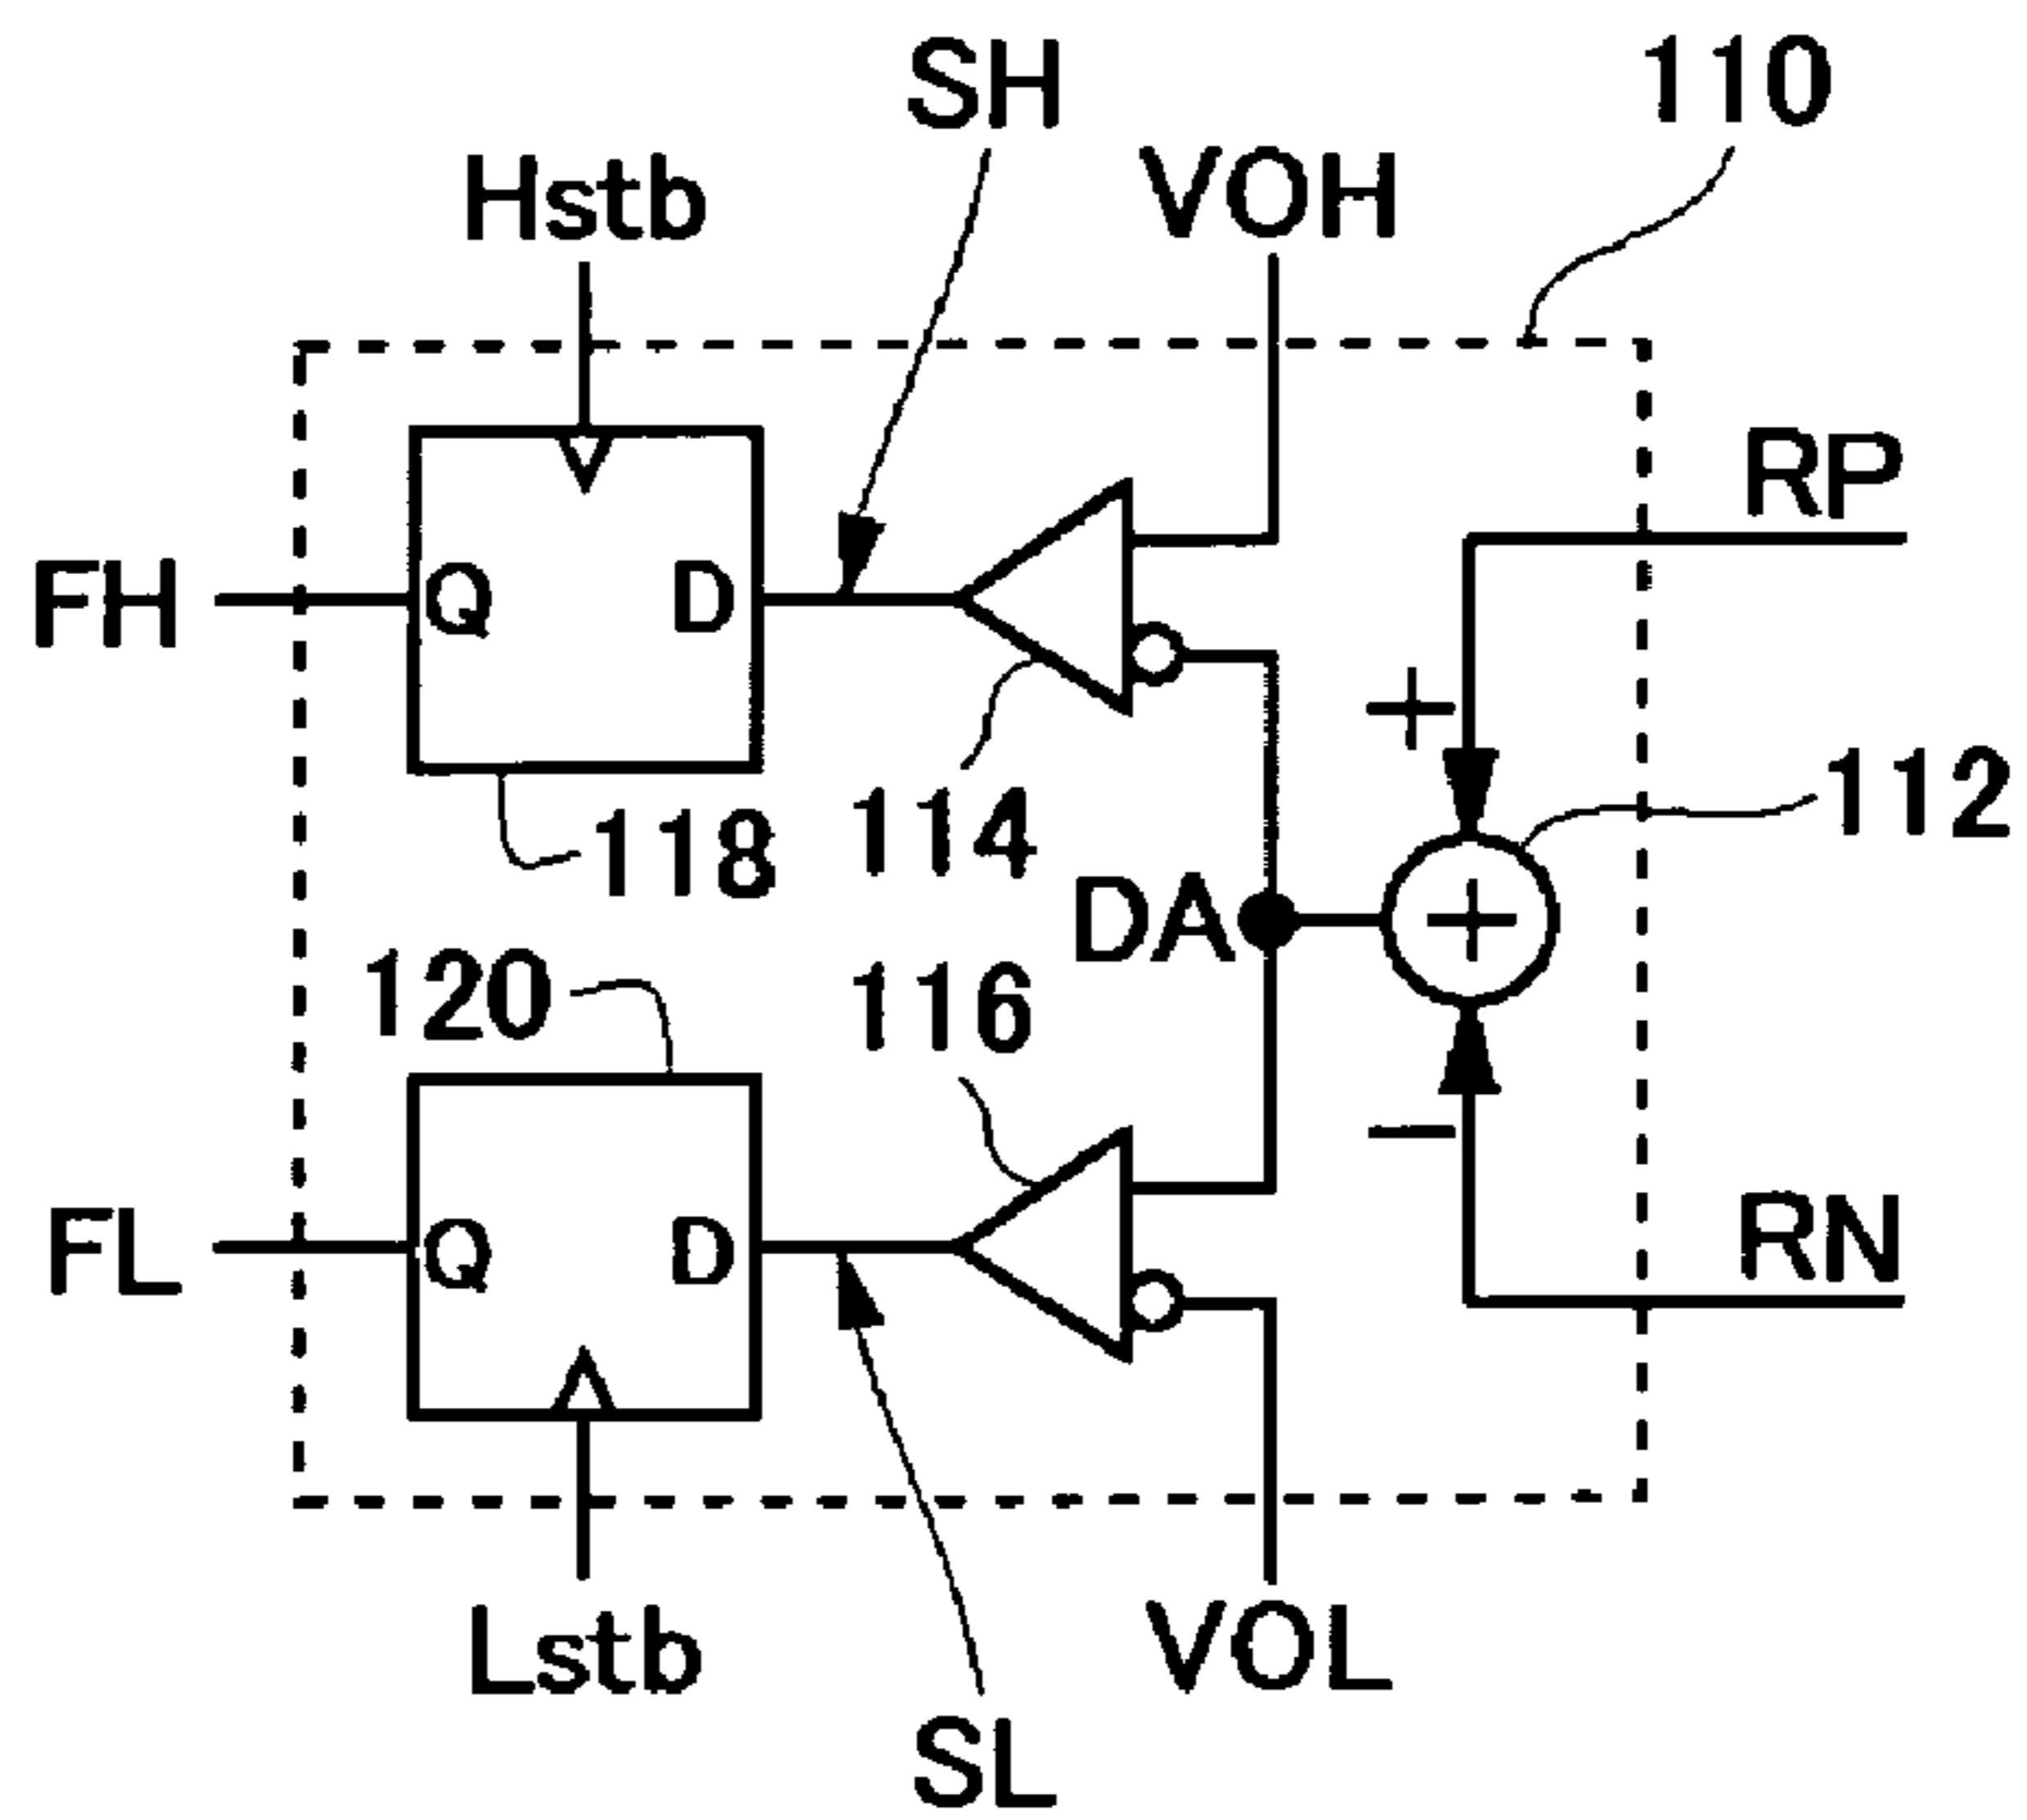 SH
110
Hstb
VOH
RP
FH
Q
D
+
114
112
118
DA
+
120
116
−
RN
FL
Q
D
Lstb
VOL
SL